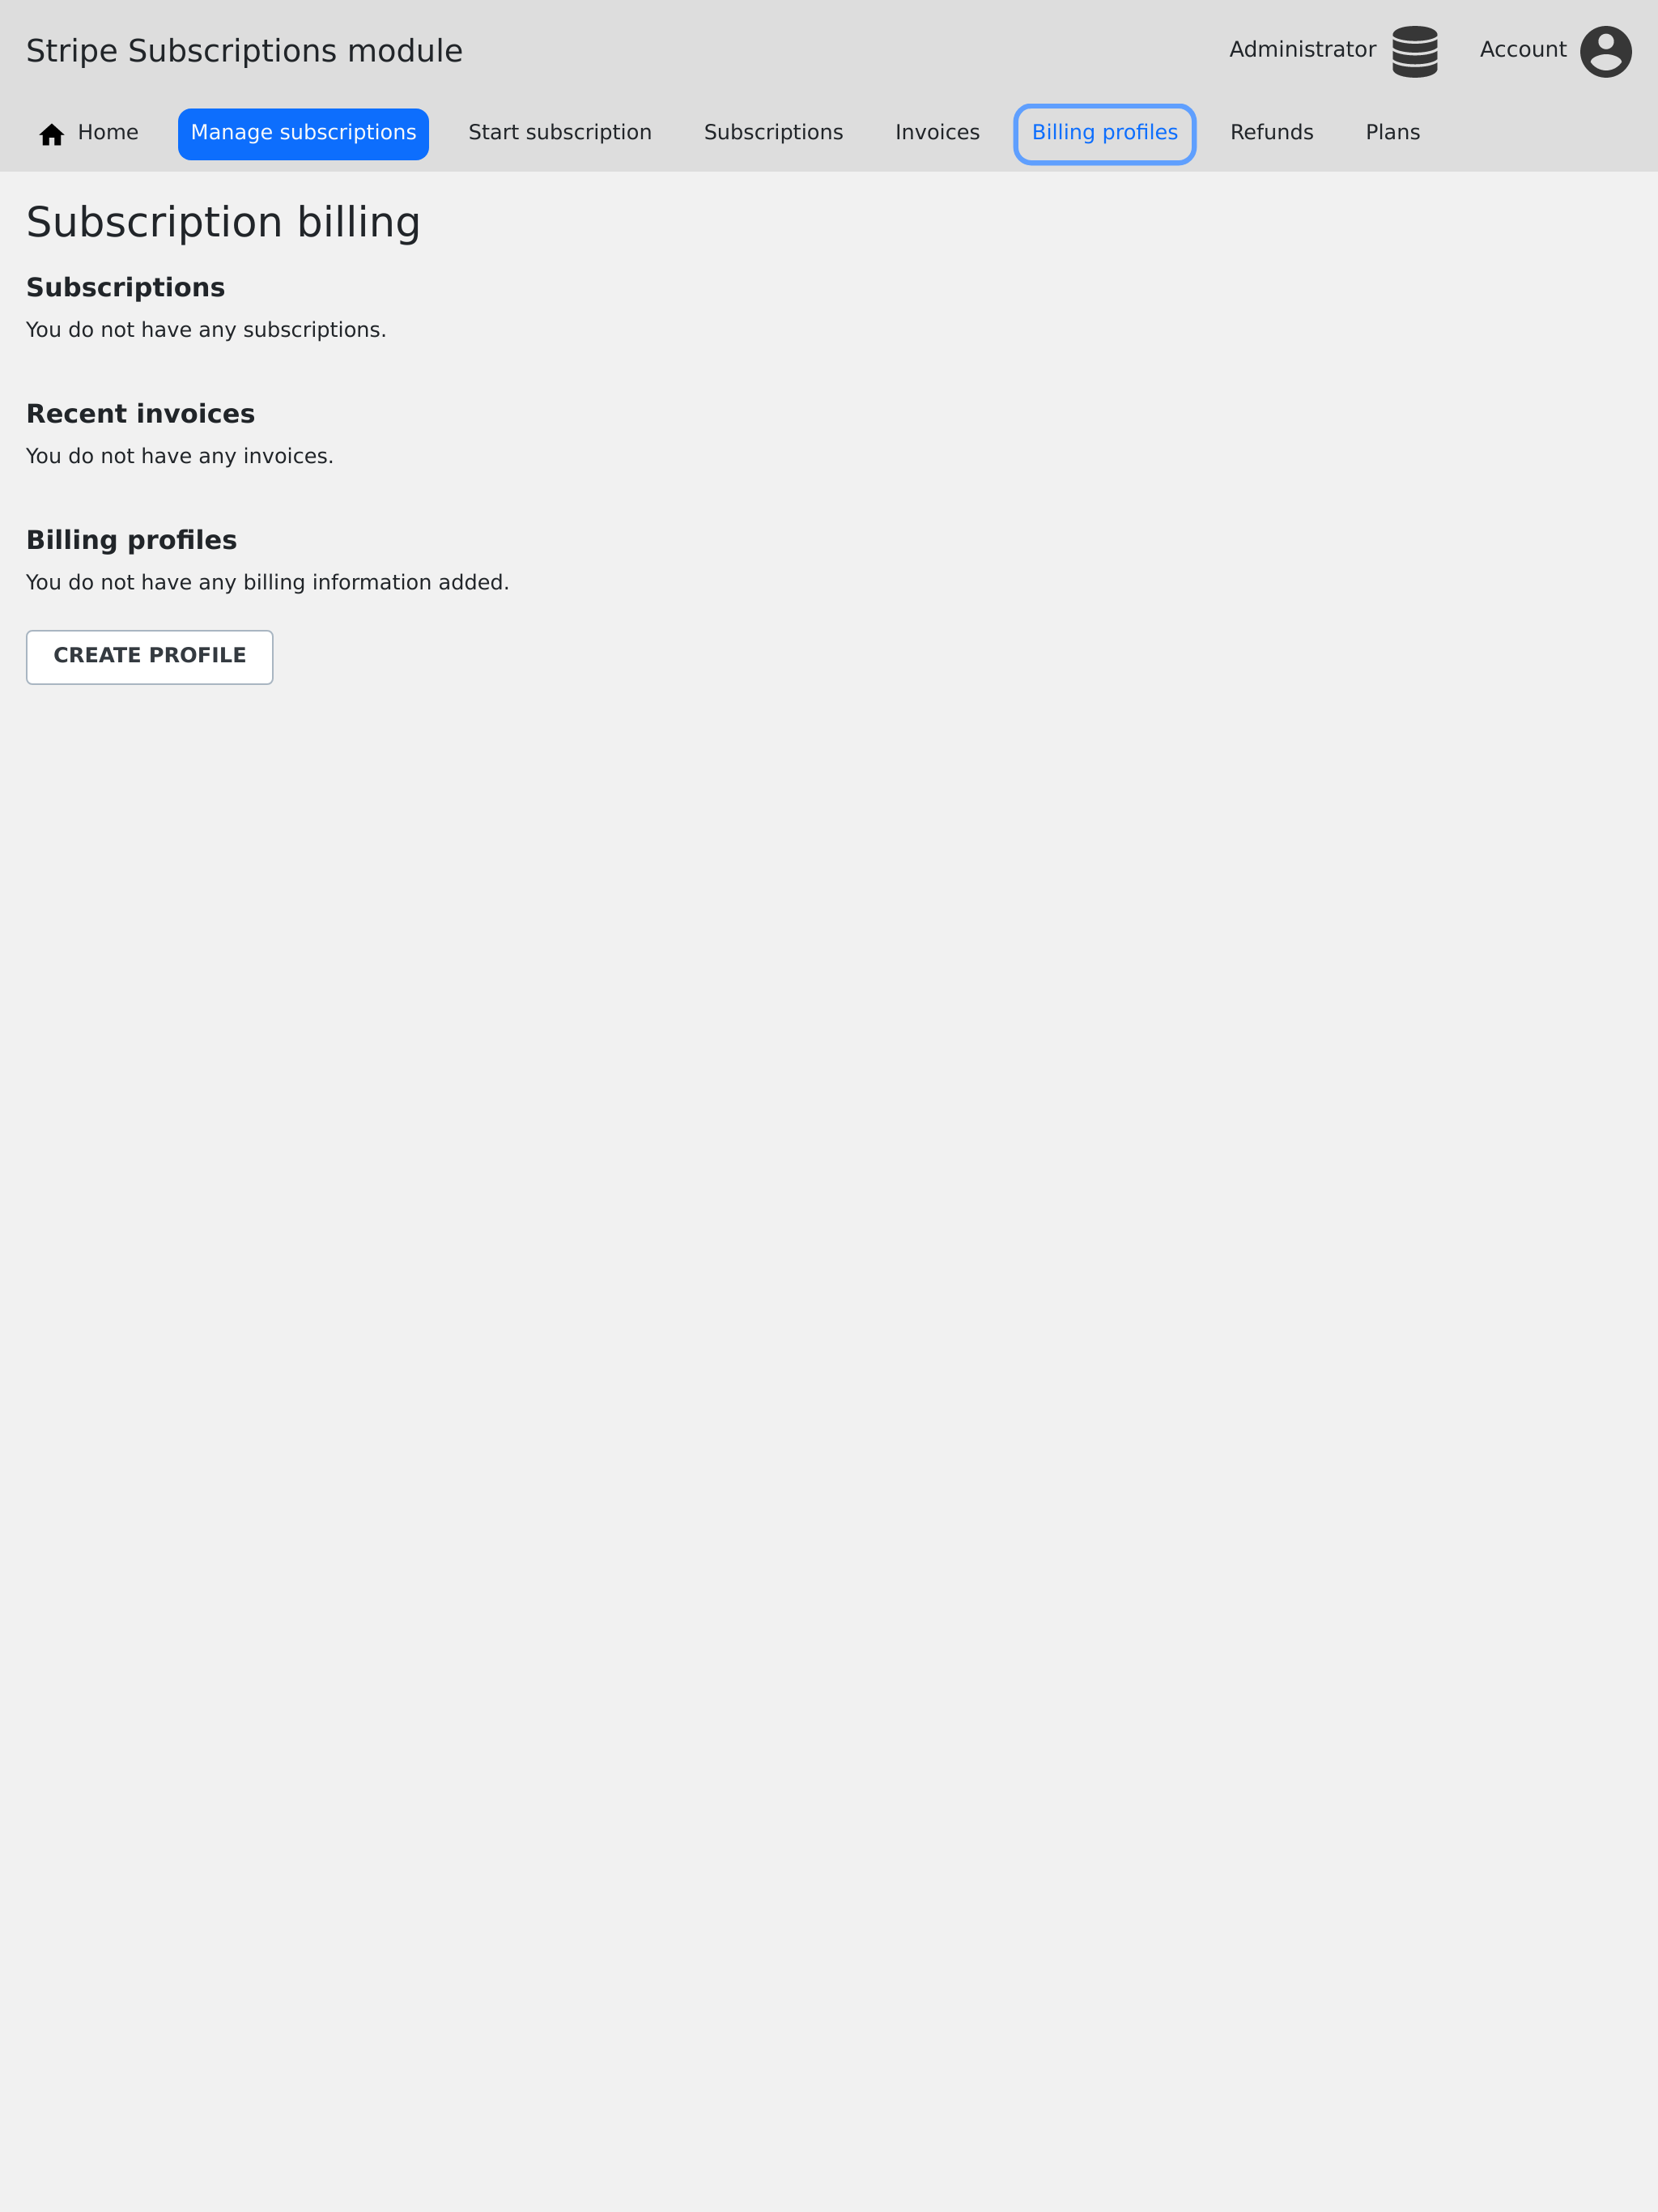 Stripe Subscriptions module
Administrator
Account
Home
Manage subscriptions
Start subscription
Subscriptions
Invoices
Billing profiles
Refunds
Plans
Subscription billing
Subscriptions
You do not have any subscriptions.
Recent invoices
You do not have any invoices.
Billing profiles
You do not have any billing information added.
CREATE PROFILE